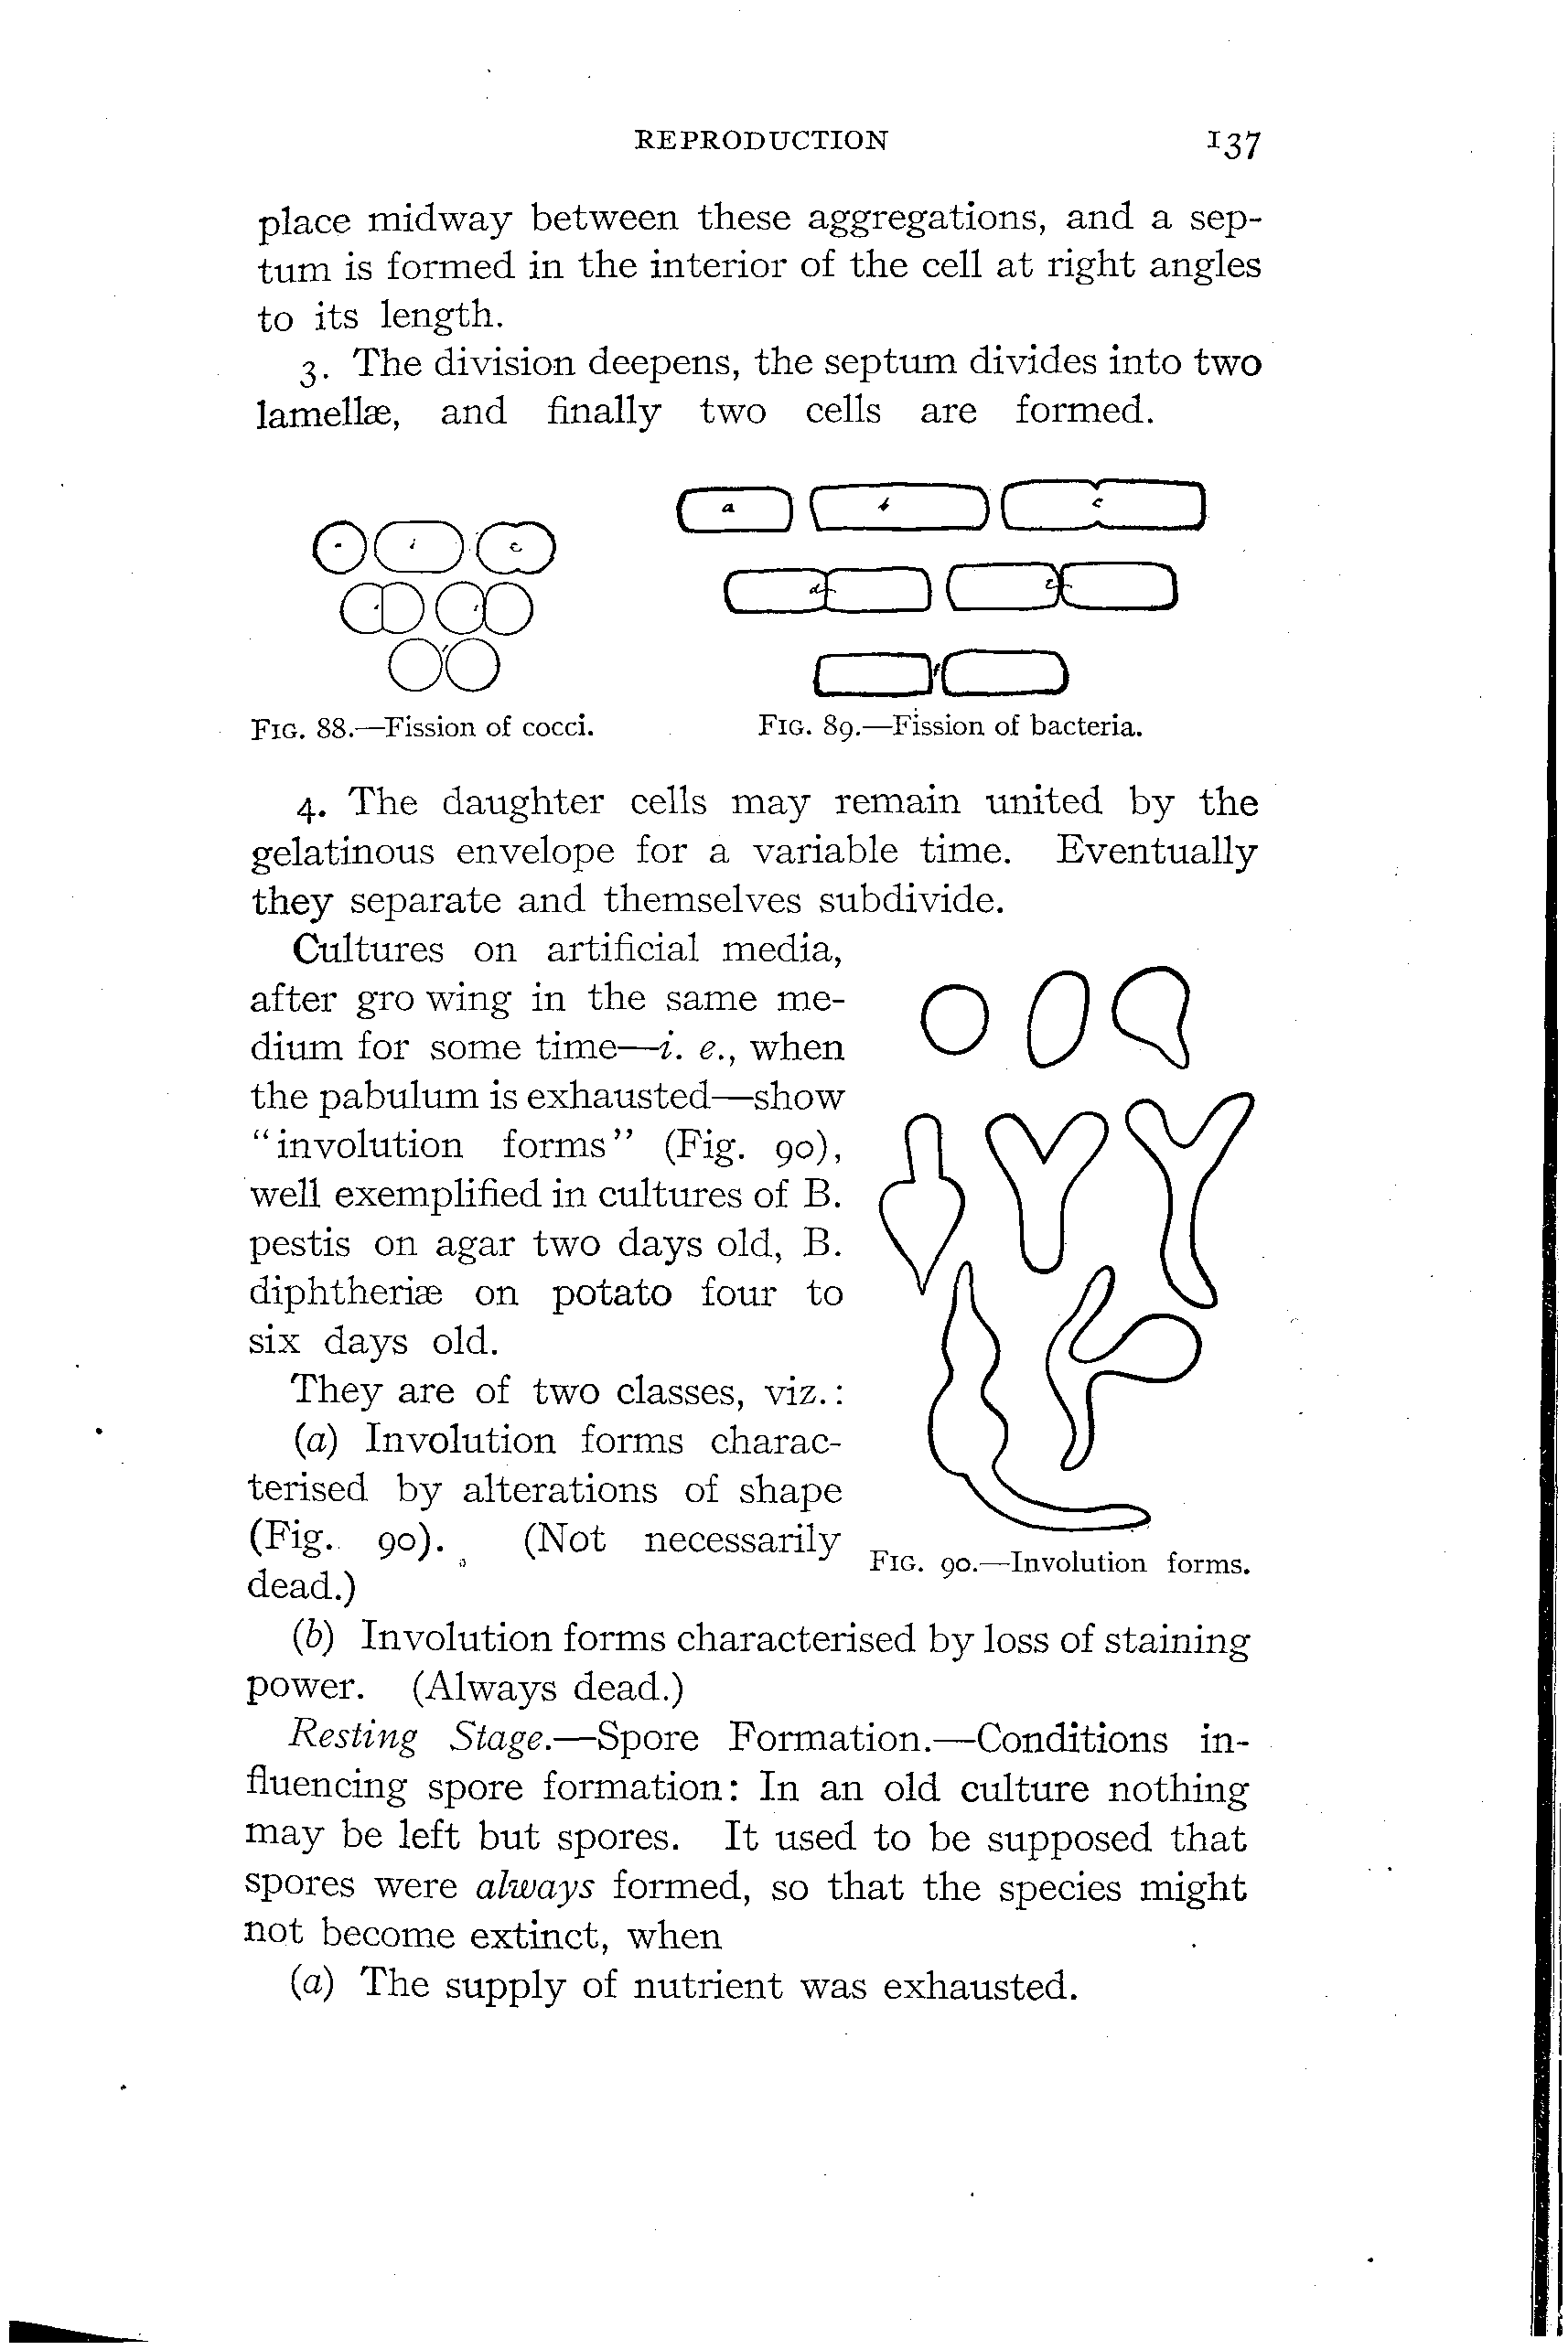 REPRODUCTION 137
place midway between these aggregations, and a sep-
tum is formed in the interior of the cell at right angles
to its length.
3. The division deepens, the septum divides into two
lamellæ, and finally two cells are formed.
a b c
c
d e
FIG. 88.—Fission of cocci.
FIG. 89.—Fission of bacteria.
4. The daughter cells may remain united by the
gelatinous envelope for a variable time. Eventually
they separate and themselves subdivide.
Cultures on artificial media,
after gro wing in the same me-
dium for some time—i. e., when
the pabulum is exhausted—show
"involution forms" (Fig. 90),
well exemplified in cultures of B.
pestis on agar two days old, B.
diphtheriæ on potato four to
six days old.
They are of two classes, viz.:
(a) Involution forms charac-
terised by alterations of shape
(Fig. 90). (Not necessarily
dead.)
FIG. 90.—Involution forms.
(b) Involution forms characterised by loss of staining
power. (Always dead.)
Resting Stage.—Spore Formation.—Conditions in-
fluencing spore formation: In an old culture nothing
may be left but spores. It used to be supposed that
spores were always formed, so that the species might
not become extinct, when
(a) The supply of nutrient was exhausted.